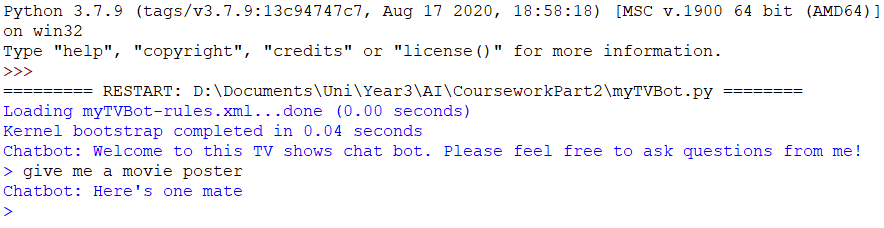 Python 3.7.9 (tags/v3.7.9:13c94747c7, Aug 17 2020, 18:58:18) [MSC v.1900 64 bit (AMD64)]
on win32
Type "help", "copyright", "credits" or "license()" for more information.
>>>
========= RESTART: D:\Documents\Uni\Year3\AI\CourseworkPart2\myTVBot.py ========
Loading myTVBot-rules.xml...done (0.00 seconds)
Kernel bootstrap completed in 0.04 seconds
Chatbot: Welcome to this TV shows chat bot. Please feel free to ask questions from me!
> give me a movie poster
Chatbot: Here's one mate
>